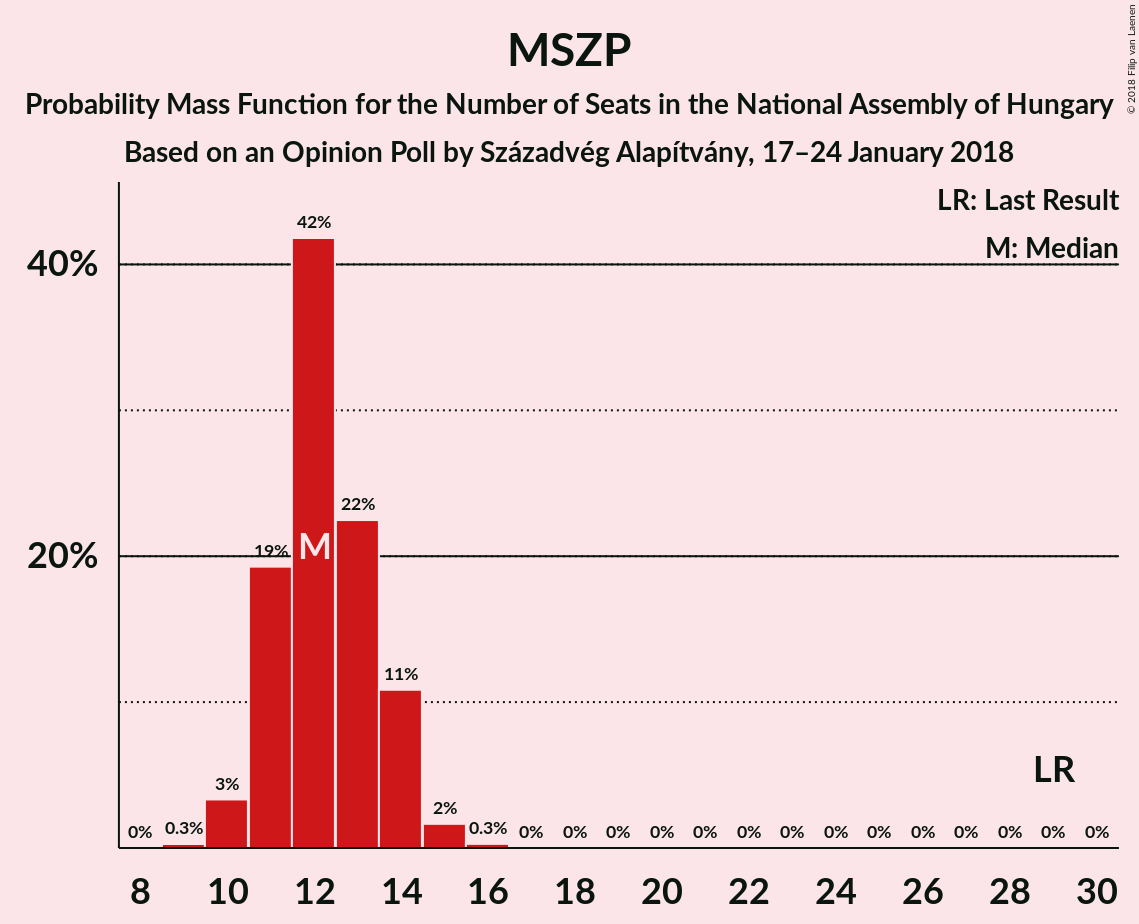 MSZP
Probability Mass Function for the Number of Seats in the National Assembly of Hungary
Based on an Opinion Poll by Századvég Alapítvány, 17–24 January 2018
© 2018 Filip van Laenen
LR: Last Result
M: Median
40%
20%
0%
0.3%
3%
19%
42%
M
22%
11%
2%
0.3%
0%
0%
0%
0%
0%
0%
0%
0%
0%
0%
0%
0%
0%
0%
LR
8 10 12 14 16 18 20 22 24 26 28 30